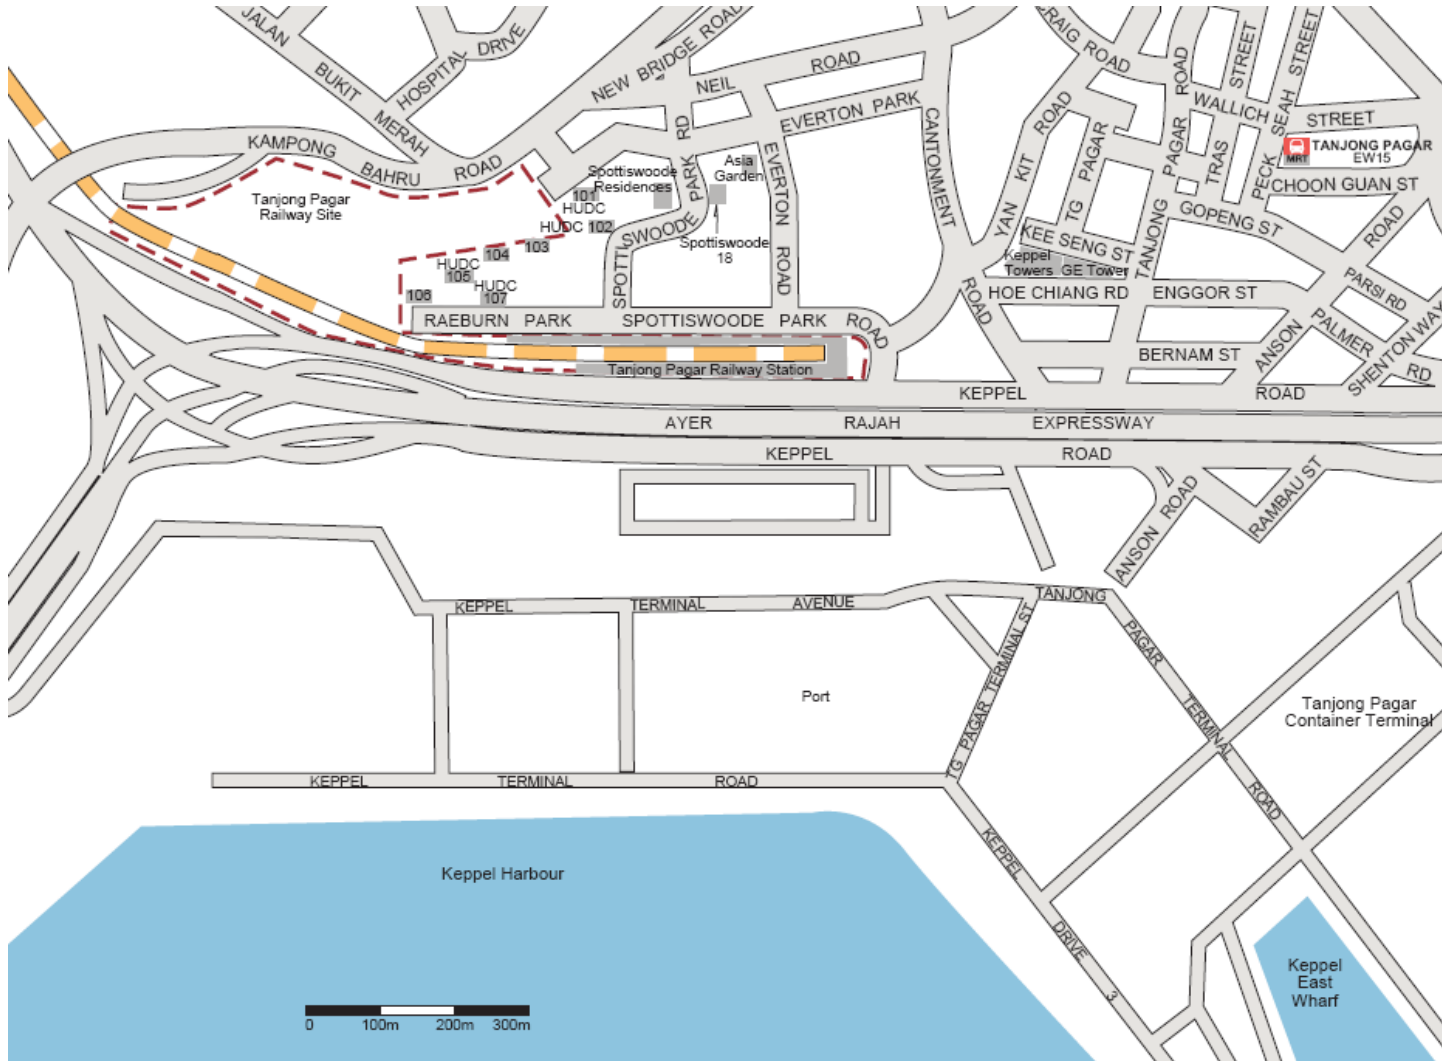 JALAN
BUKIT
MERAH
HOSPITAL DRIVE
NEW BRIDGE ROAD
NEIL
ROAD
CRAIG ROAD
ROAD
STREET
STREET
WALLICH
STREET
SEAH
PECK
MRT
TANJONG PAGAR
EW15
CHOON GUAN ST
KAMPONG
BAHRU
ROAD
EVERTON PARK
CANTONMENT
ROAD
YAN KIT
ROAD
TG PAGAR
TANJONG
PAGAR
TRAS
GOPENG ST
ROAD
ANSON
PARSI RD
PALMER
RD
SHENTON WAY
Tanjong Pagar
Railway Site
Spottiswoode
Residences
PARK RD
SPOTTI
SWOODE
Asia
Garden
Spottiswoode
18
EVERTON
ROAD
101
HUDC
HUDC
102
103
104
HUDC
105
HUDC
106
107
KEE SENG ST
Keppel
Towers
GE Tower
HOE CHIANG RD
ENGGOR ST
RAEBURN PARK
SPOTTISWOODE PARK ROAD
BERNAM ST
Tanjong Pagar Railway Station
KEPPEL
ROAD
AYER
RAJAH
EXPRESSWAY
KEPPEL
ROAD
ANSON ROAD
RAMBAU ST
KEPPEL
TERMINAL
AVENUE
TANJONG
PAGAR
TERMINAL
ROAD
TG PAGAR TERMINAL ST
Port
Tanjong Pagar
Container Terminal
KEPPEL
TERMINAL
ROAD
KEPPEL
DRIVE
3
Keppel Harbour
Keppel
East
Wharf
0
100m
200m
300m